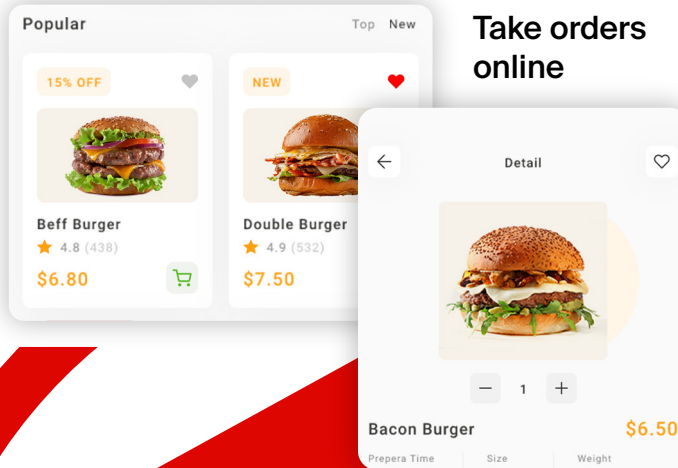 Popular
Top New
Take orders
online
15% OFF
NEW
Beff Burger
4.8 (438)
$6.80
Double Burger
4.9 (532)
$7.50
Detail
1
Bacon Burger
$6.50
Prepera Time
Size
Weight